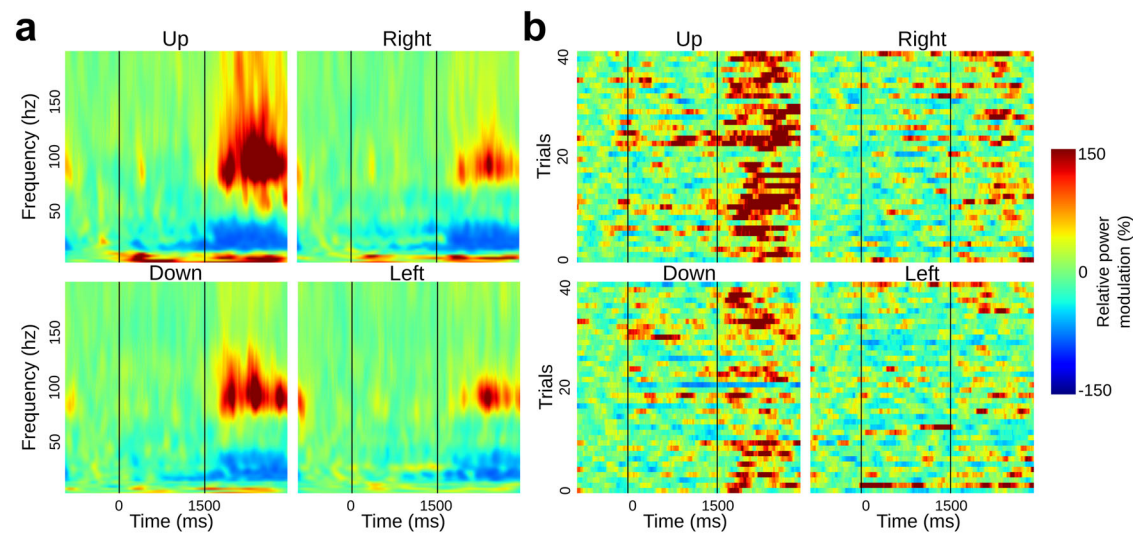 a
b
Up
Right
Up
Right
Frequency (hz)
50
100
150
Trials
0
20
40
Down
Left
Down
Left
Frequency (hz)
50
100
150
Trials
0
20
40
0
1500
0
1500
0
1500
0
1500
Time (ms)
Time (ms)
Time (ms)
Time (ms)
150
0
-150
Relative power
modulation (%)